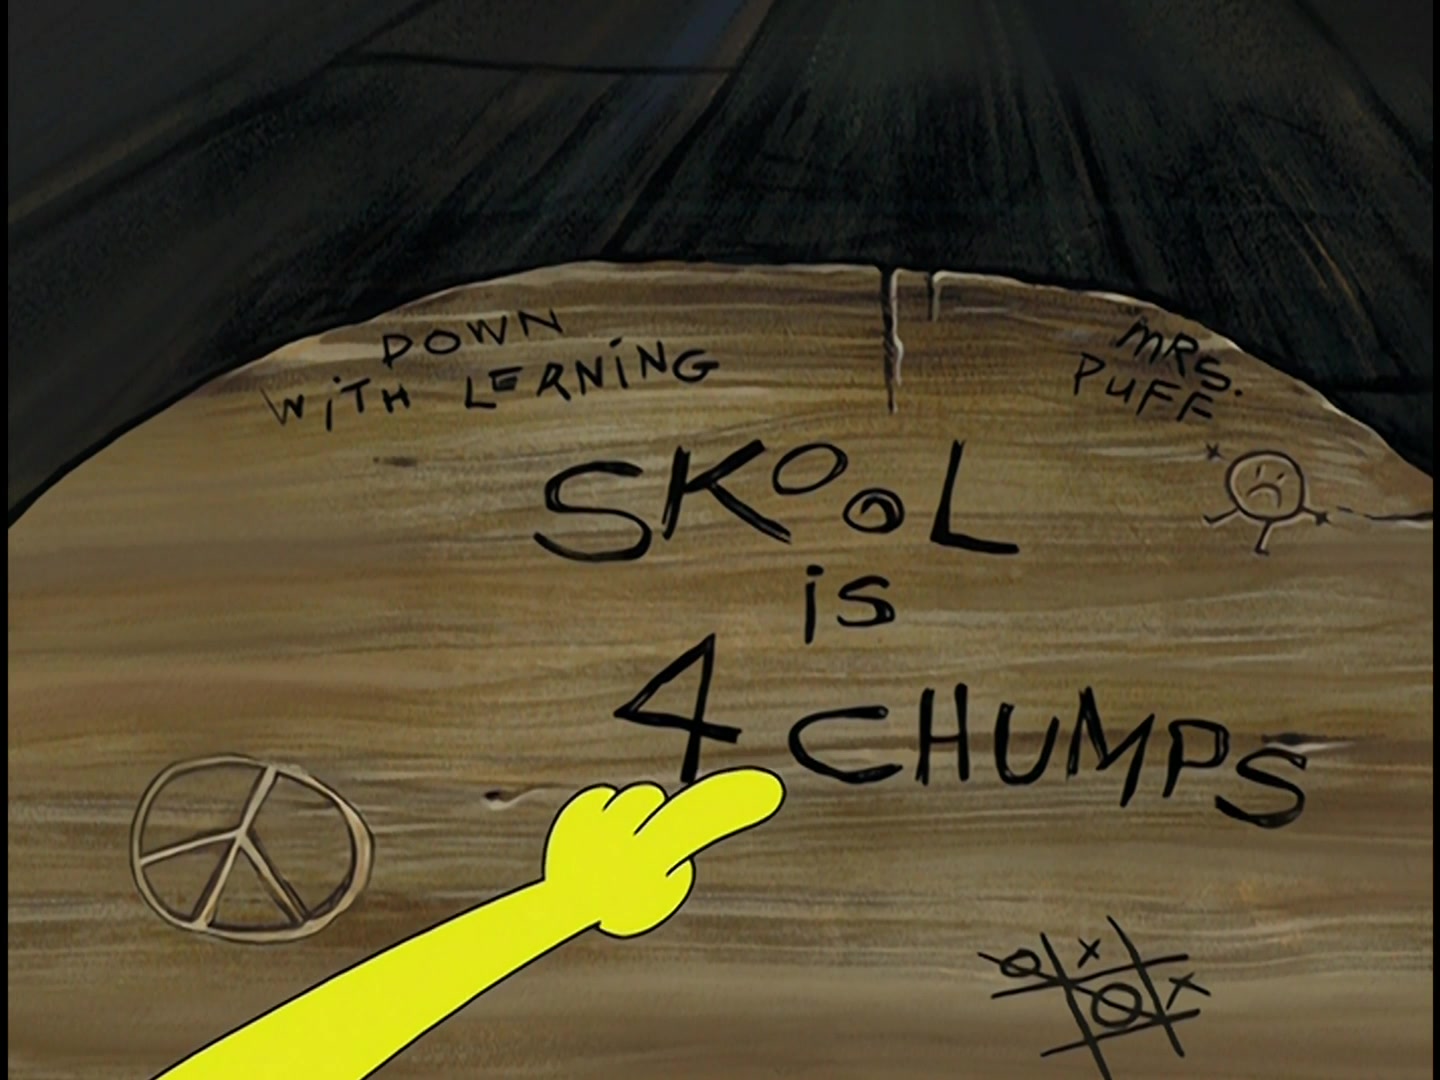 DOWN
WiTH LERNiNG
MRS.
PUFF
SKOOL
is
4 CHUMPS